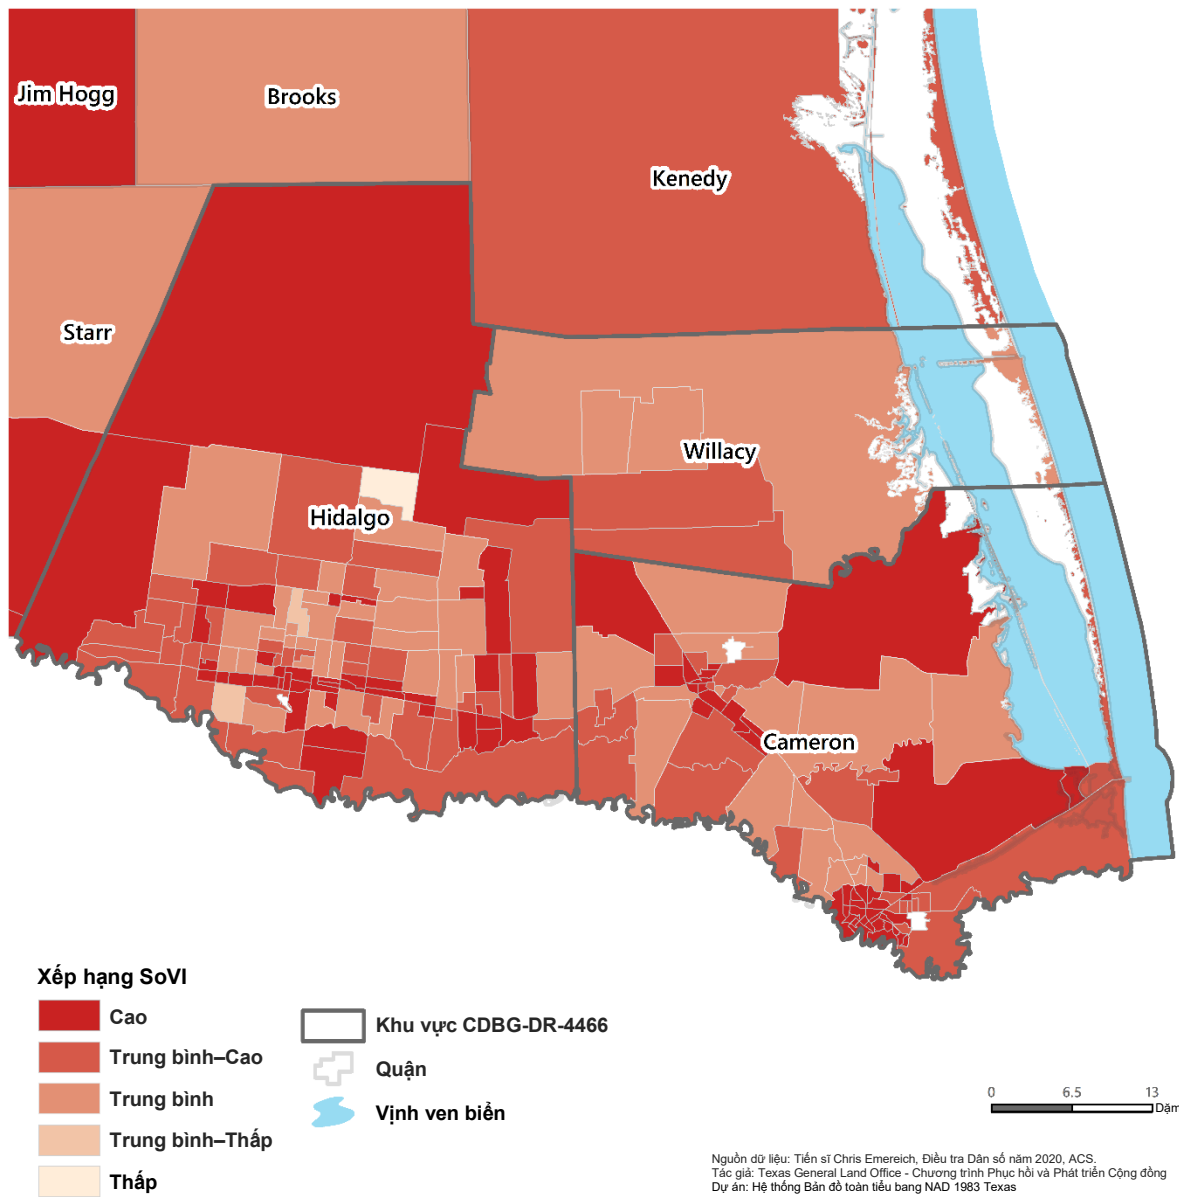 Jim Hogg
Brooks
Kenedy
Starr
Willacy
Hidalgo
Cameron
Xếp hạng SoVI
Cao
Trung bình–Cao
Trung bình
Trung bình–Thấp
Thấp
Khu vực CDBG-DR-4466
Quận
Vịnh ven biển
0 6.5 13
Dặm
Nguồn dữ liệu: Tiến sĩ Chris Emereich, Điều tra Dân số năm 2020, ACS.
Tác giả: Texas General Land Office - Chương trình Phục hồi và Phát triển Cộng đồng
Dự án: Hệ thống Bản đồ toàn tiểu bang NAD 1983 Texas